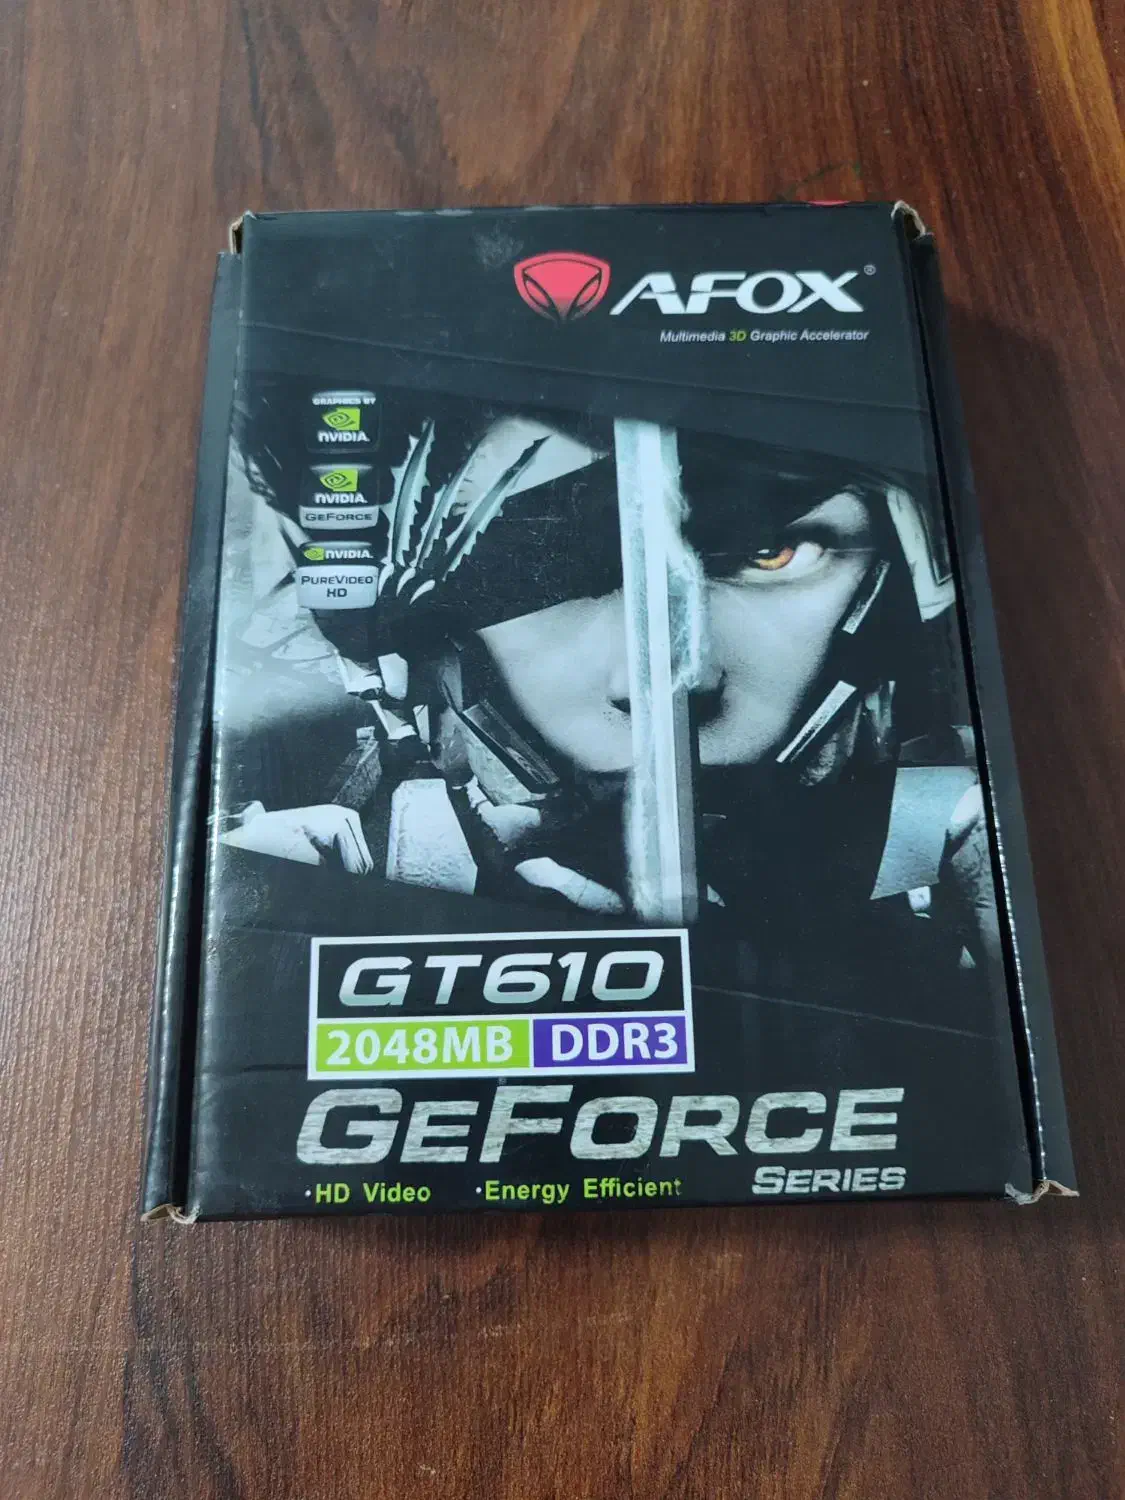 AFOX®
Multimedia 3D Graphic Accelerator
GRAPHICS BY
NVIDIA.
NVIDIA.
GEFORCE
NVIDIA.
PUREVIDEO
HD
GT610
2048MB DDR3
GEFORCE
SERIES
·HD Video ·Energy Efficient